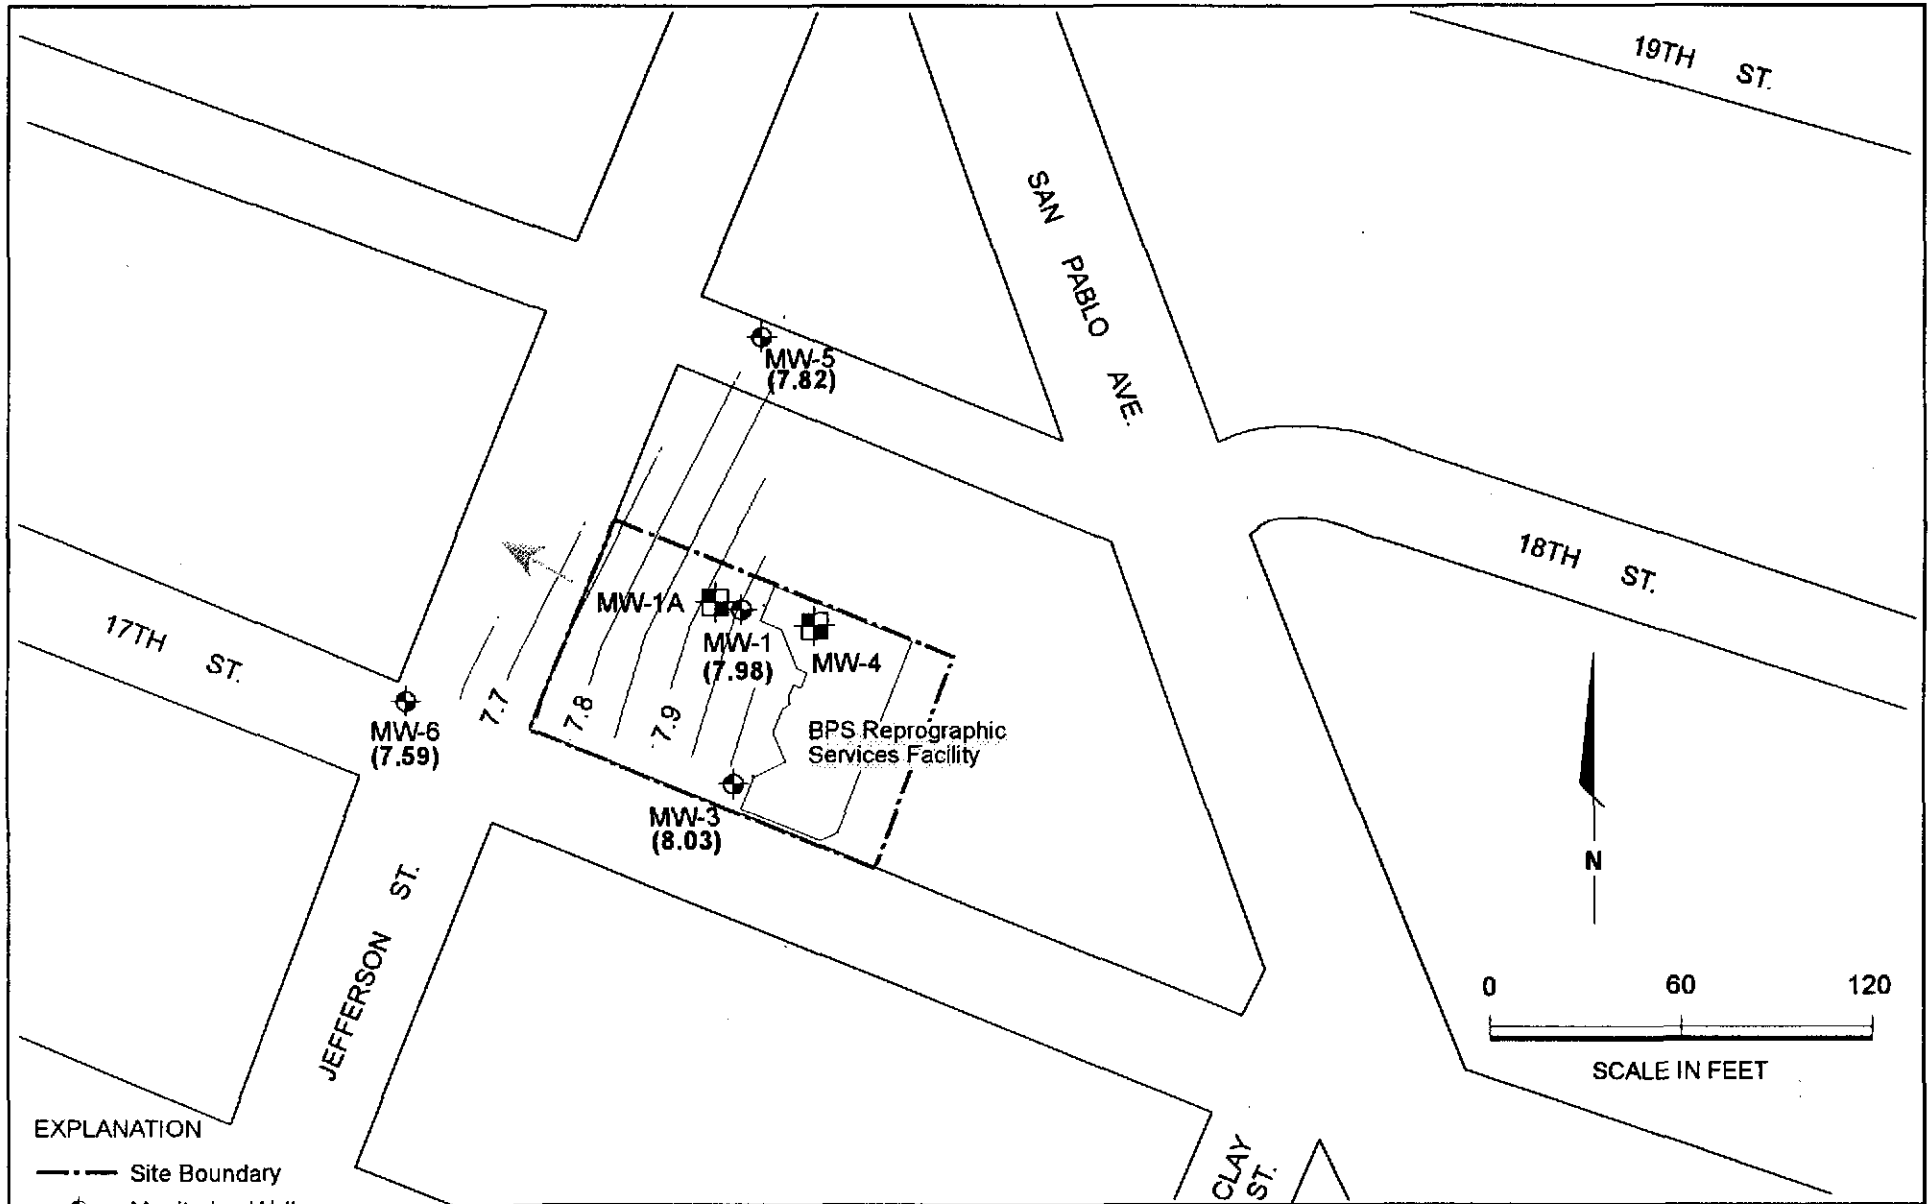 19TH ST.
SAN PABLO AVE.
MW-5
(7.82)
18TH ST.
17TH ST.
MW-1A
MW-1
(7.98)
MW-4
7.7
7.8
7.9
MW-6
(7.59)
BPS Reprographic
Services Facility
MW-3
(8.03)
N
JEFFERSON ST.
0 60 120
SCALE IN FEET
EXPLANATION
Site Boundary
CLAY
ST.